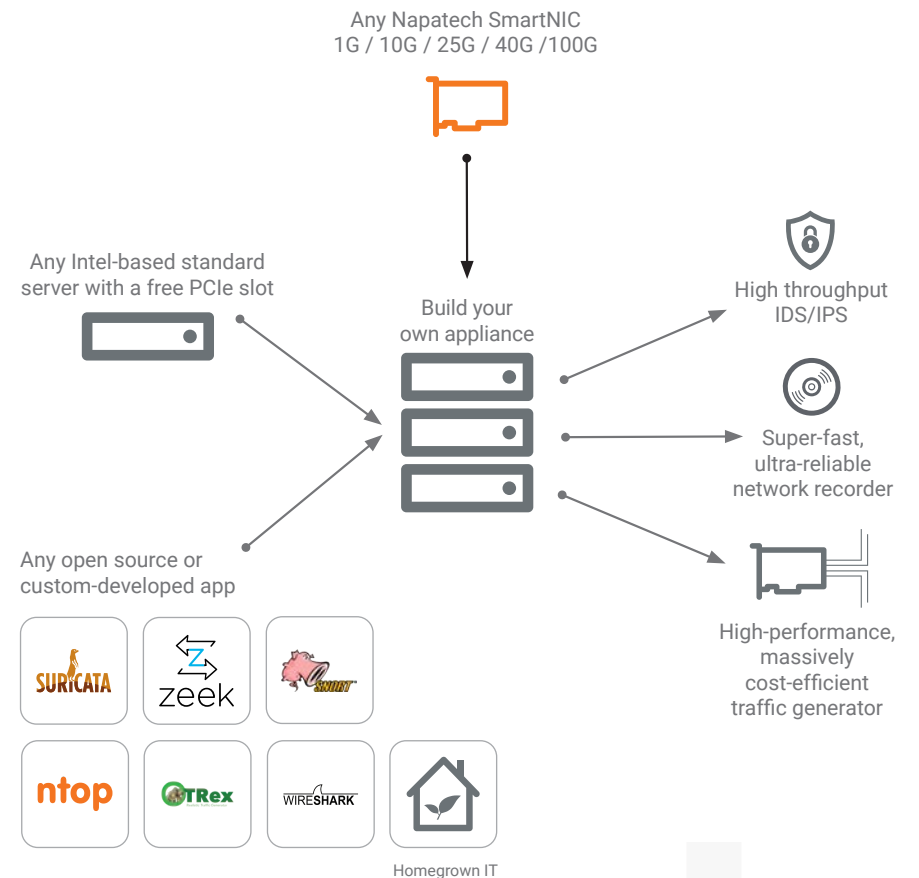 Any Napatech SmartNIC
1G / 10G / 25G / 40G /100G
Any Intel-based standard
server with a free PCIe slot
Build your
own appliance
High throughput
IDS/IPS
Super-fast,
ultra-reliable
network recorder
High-performance,
massively
cost-efficient
traffic generator
Any open source or
custom-developed app
SURICATA
zeek
SNORT
ntop
TRex
WIRESHARK
Homegrown IT